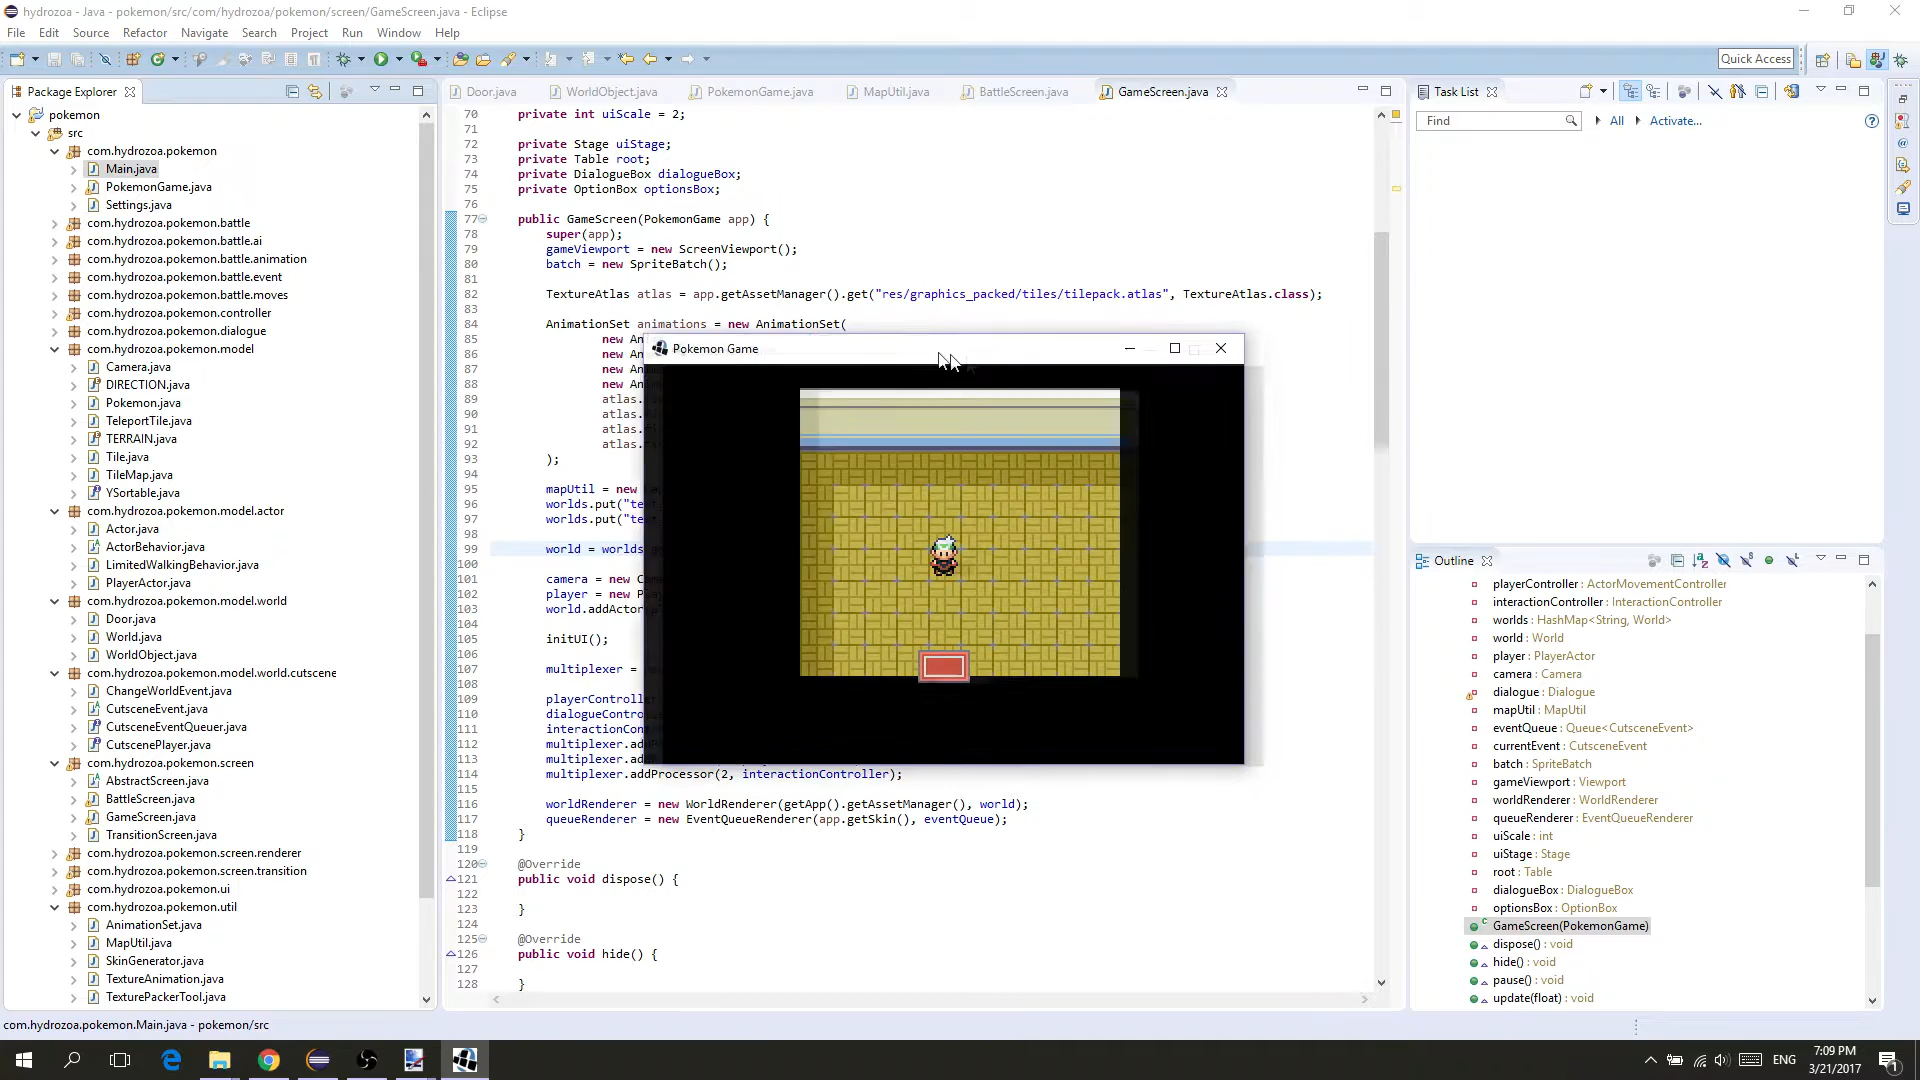 hydrozoa - Java - pokemon/src/com/hydrozoa/pokemon/screen/GameScreen.java - Eclipse
File Edit Source Refactor Navigate Search Project Run Window Help
Quick Access
Package Explorer
pokemon
src
com.hydrozoa.pokemon
Main.java
PokemonGame.java
Settings.java
com.hydrozoa.pokemon.battle
com.hydrozoa.pokemon.battle.ai
com.hydrozoa.pokemon.battle.animation
com.hydrozoa.pokemon.battle.event
com.hydrozoa.pokemon.battle.moves
com.hydrozoa.pokemon.controller
com.hydrozoa.pokemon.dialogue
com.hydrozoa.pokemon.model
Camera.java
DIRECTION.java
Pokemon.java
TeleportTile.java
TERRAIN.java
Tile.java
TileMap.java
YSortable.java
com.hydrozoa.pokemon.model.actor
Actor.java
ActorBehavior.java
LimitedWalkingBehavior.java
PlayerActor.java
com.hydrozoa.pokemon.model.world
Door.java
World.java
WorldObject.java
com.hydrozoa.pokemon.model.world.cutscene
ChangeWorldEvent.java
CutsceneEvent.java
CutsceneEventQueuer.java
CutscenePlayer.java
com.hydrozoa.pokemon.screen
AbstractScreen.java
BattleScreen.java
GameScreen.java
TransitionScreen.java
com.hydrozoa.pokemon.screen.renderer
com.hydrozoa.pokemon.screen.transition
com.hydrozoa.pokemon.ui
com.hydrozoa.pokemon.util
AnimationSet.java
MapUtil.java
SkinGenerator.java
TextureAnimation.java
TexturePackerTool.java
Door.java WorldObject.java PokemonGame.java MapUtil.java BattleScreen.java GameScreen.java
70 private int uiScale = 2;
71
72 private Stage uiStage;
73 private Table root;
74 private DialogueBox dialogueBox;
75 private OptionBox optionsBox;
76
77 public GameScreen(PokemonGame app) {
78 super(app);
79 gameViewport = new ScreenViewport();
80 batch = new SpriteBatch();
81
82 TextureAtlas atlas = app.getAssetManager().get("res/graphics_packed/tiles/tilepack.atlas", TextureAtlas.class);
83
84 AnimationSet animations = new AnimationSet(
85 new An
86 new An
87 new An
88 new An
89 atlas.
90 atlas.
91 atlas.
92 atlas.
93 );
94
95 mapUtil = new
96 worlds.put("te
97 worlds.put("te
98
99 world = worlds
100
101 camera = new C
102 player = new P
103 world.addActor
104
105 initUI();
106
107 multiplexer =
108
109 playerControll
110 dialogueContro
111 interactionCon
112 multiplexer.ad
113 multiplexer.ad
114 multiplexer.addProcessor(2, interactionController);
115
116 worldRenderer = new WorldRenderer(getApp().getAssetManager(), world);
117 queueRenderer = new EventQueueRenderer(app.getSkin(), eventQueue);
118 }
119
120 @Override
121 public void dispose() {
122
123 }
124
125 @Override
126 public void hide() {
127
128 }
Pokemon Game
Task List
Find All Activate...
Outline
playerController : ActorMovementController
interactionController : InteractionController
worlds : HashMap<String, World>
world : World
player : PlayerActor
camera : Camera
dialogue : Dialogue
mapUtil : MapUtil
eventQueue : Queue<CutsceneEvent>
currentEvent : CutsceneEvent
batch : SpriteBatch
gameViewport : Viewport
worldRenderer : WorldRenderer
queueRenderer : EventQueueRenderer
uiScale : int
uiStage : Stage
root : Table
dialogueBox : DialogueBox
optionsBox : OptionBox
GameScreen(PokemonGame)
dispose() : void
hide() : void
pause() : void
update(float) : void
com.hydrozoa.pokemon.Main.java - pokemon/src
ENG
7:09 PM
3/21/2017
1